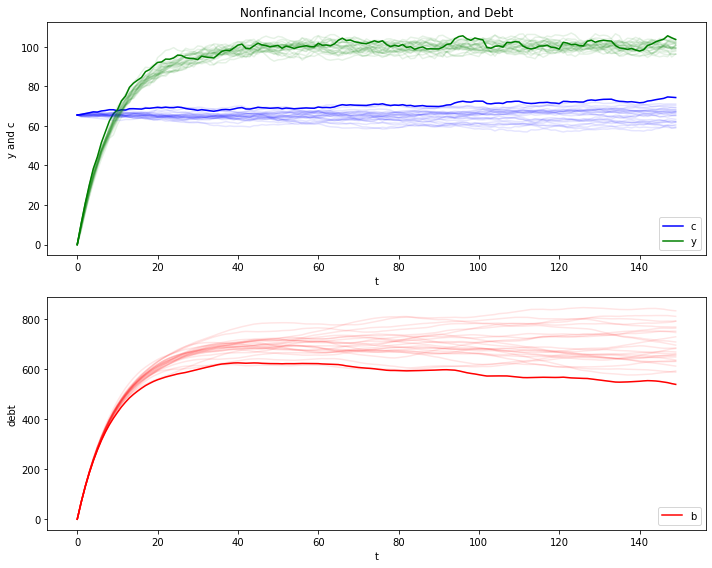 Nonfinancial Income, Consumption, and Debt
y and c
100
80
60
40
20
0
c
y
0 20 40 60 80 100 120 140
t
debt
800
600
400
200
0
b
0 20 40 60 80 100 120 140
t